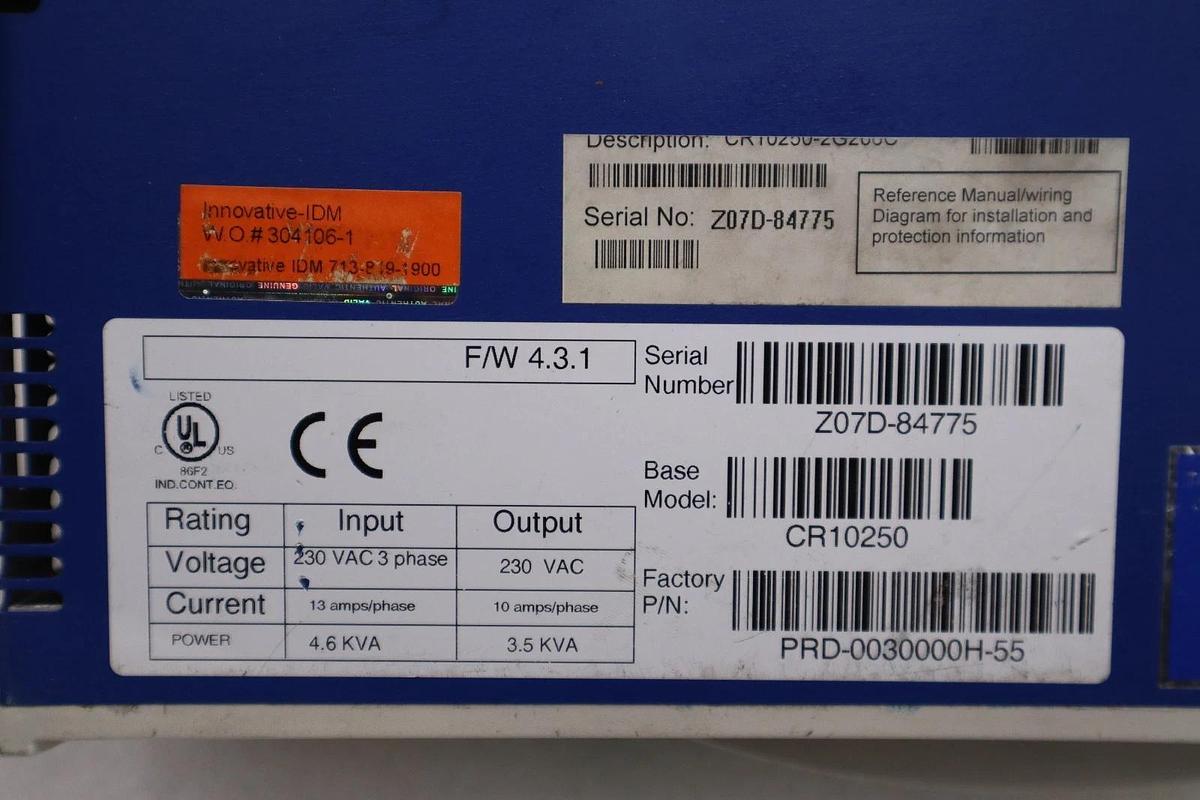 Description: CR10250-2G200C
Serial No: Z07D-84775
Reference Manual/wiring
Diagram for installation and
protection information
Innovative-IDM
W.O.# 304106-1
Innovative IDM 713-849-1900
F/W 4.3.1
LISTED
UL
C US
86F2
IND.CONT.EQ.
CE
Rating Input Output
Voltage 230 VAC 3 phase 230 VAC
Current 13 amps/phase 10 amps/phase
POWER 4.6 KVA 3.5 KVA
Serial
Number
Z07D-84775
Base
Model:
CR10250
Factory
P/N:
PRD-0030000H-55